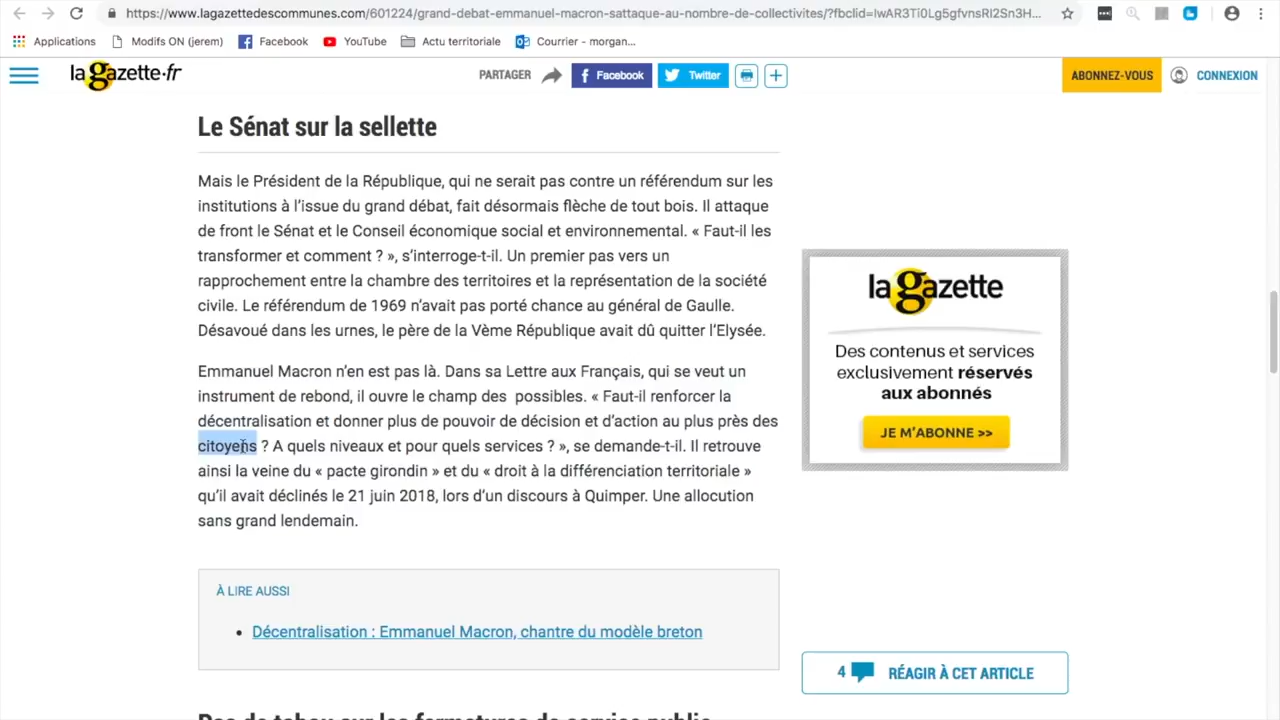 https://www.lagazettedescommunes.com/601224/grand-debat-emmanuel-macron-sattaque-au-nombre-de-collectivites/?fbclid=IwAR3Ti0Lg5gfvnsRI2Sn3H...
Applications
Modifs ON (jerem)
Facebook
YouTube
Actu territoriale
Courrier - morgan...
la gazette.fr
PARTAGER
Facebook
Twitter
ABONNEZ-VOUS
CONNEXION
Le Sénat sur la sellette
Mais le Président de la République, qui ne serait pas contre un référendum sur les
institutions à l’issue du grand débat, fait désormais flèche de tout bois. Il attaque
de front le Sénat et le Conseil économique social et environnemental. « Faut-il les
transformer et comment ? », s’interroge-t-il. Un premier pas vers un
rapprochement entre la chambre des territoires et la représentation de la société
civile. Le référendum de 1969 n’avait pas porté chance au général de Gaulle.
Désavoué dans les urnes, le père de la Vème République avait dû quitter l’Elysée.
Emmanuel Macron n’en est pas là. Dans sa Lettre aux Français, qui se veut un
instrument de rebond, il ouvre le champ des possibles. « Faut-il renforcer la
décentralisation et donner plus de pouvoir de décision et d’action au plus près des
citoyens ? A quels niveaux et pour quels services ? », se demande-t-il. Il retrouve
ainsi la veine du « pacte girondin » et du « droit à la différenciation territoriale »
qu’il avait déclinés le 21 juin 2018, lors d’un discours à Quimper. Une allocution
sans grand lendemain.
À LIRE AUSSI
• Décentralisation : Emmanuel Macron, chantre du modèle breton
la gazette
Des contenus et services
exclusivement réservés
aux abonnés
JE M’ABONNE >>
4 RÉAGIR À CET ARTICLE
Pas de tabou sur les fermetures de service public